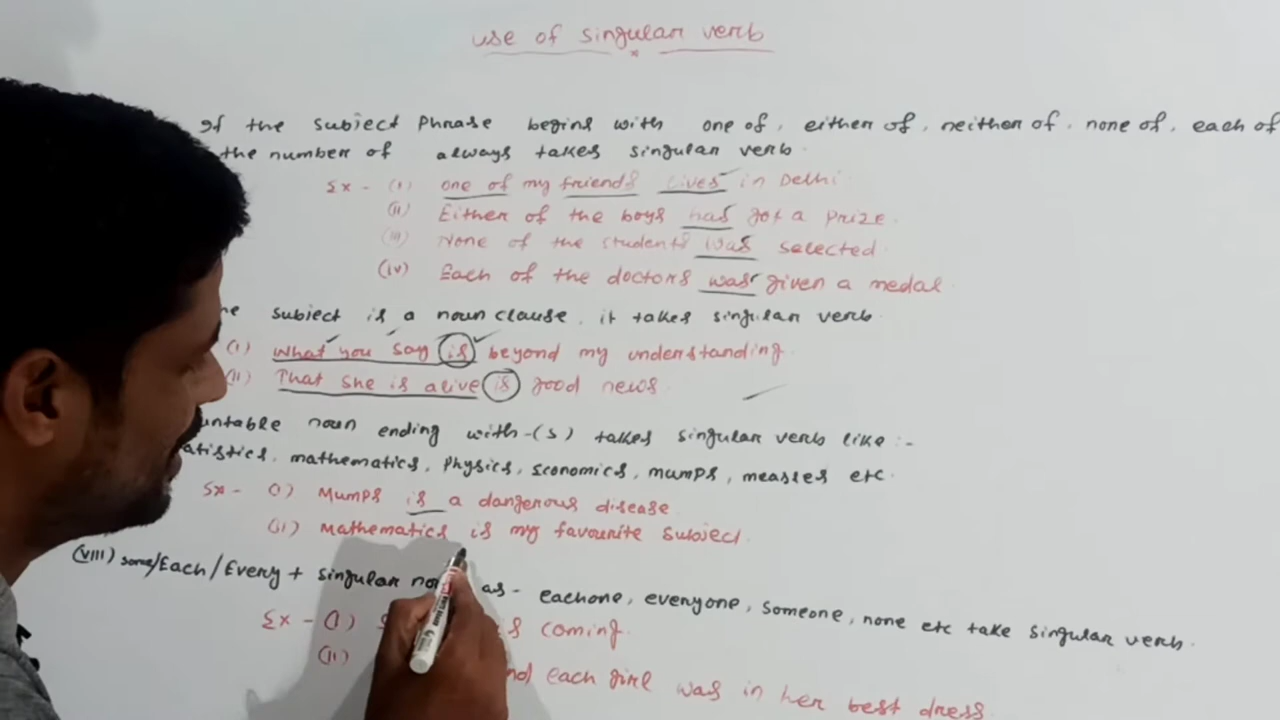 use of singular verb
If the subject phrase begins with one of, either of, neither of, none of, each of
the number of always takes singular verb.
Ex - (i) one of my friends lives in Delhi.
(ii) Either of the boys has got a prize.
(iii) None of the students was selected.
(iv) Each of the doctors was given a medal.
subject is a noun clause, it takes singular verb.
(i) What you say is beyond my understanding.
(ii) That she is alive is good news.
noun ending with -(s) takes singular verb like :-
mathematics, physics, Economics, mumps, measles etc.
Ex - (i) Mumps is a dangerous disease
(ii) Mathematics is my favourite subject.
(viii) some/Each/Every + singular as - eachone, everyone, someone, none etc take singular verb.
Ex - (i) coming.
(ii) each girl was in her best dress